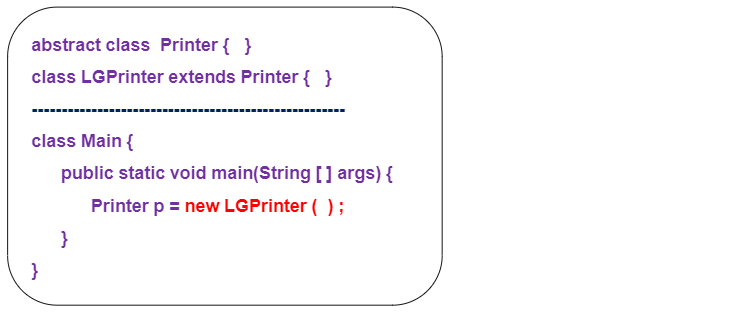 abstract class  Printer {   }
class LGPrinter extends Printer {   }
----------------------------------------------------
class Main {
public static void main(String [ ] args) {
Printer p = new LGPrinter (  ) ;
}
}